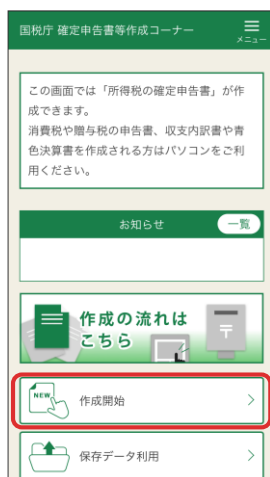 国税庁 確定申告書等作成コーナー
メニュー
この画面では「所得税の確定申告書」が作
成できます。
消費税や贈与税の申告書、収支内訳書や青
色決算書を作成される方はパソコンをご利
用ください。
お知らせ
一覧
作成の流れは
こちら
NEW
作成開始
保存データ利用